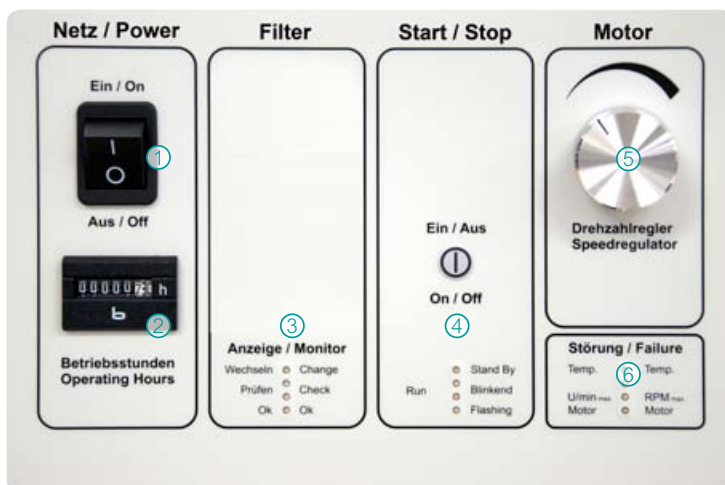 Netz / Power
Ein / On
I
O
①
Aus / Off
h
②
Betriebsstunden
Operating Hours
Filter
③
Anzeige / Monitor
Wechseln Change
Prüfen Check
Ok Ok
Start / Stop
Ein / Aus
On / Off
④
Stand By
Run Blinkend
Flashing
Motor
⑤
Drehzahlregler
Speedregulator
Störung / Failure
Temp. ⑥ Temp.
U/min max RPM max
Motor Motor